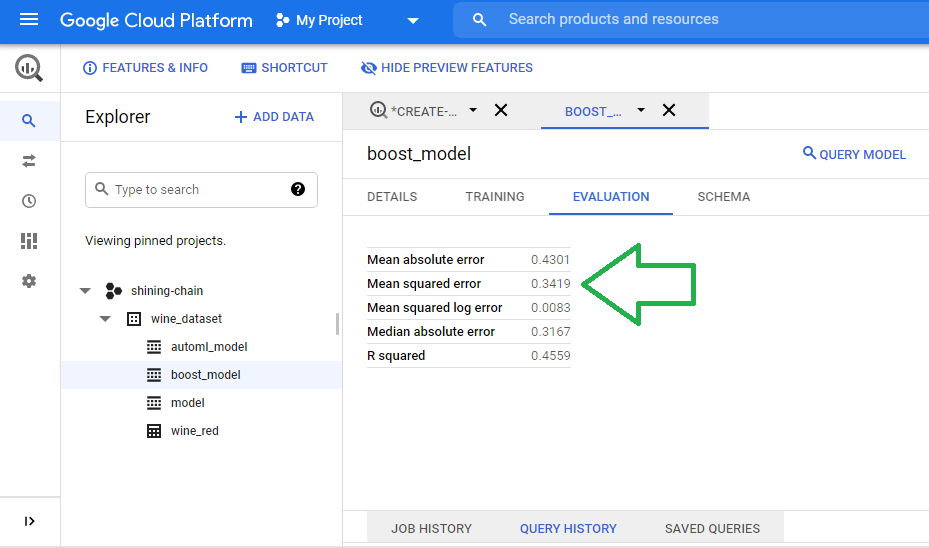 Google Cloud Platform My Project Search products and resources
FEATURES & INFO SHORTCUT HIDE PREVIEW FEATURES
Explorer + ADD DATA
*CREATE-... BOOST_...
boost_model QUERY MODEL
Type to search
DETAILS TRAINING EVALUATION SCHEMA
Viewing pinned projects.
shining-chain
wine_dataset
automl_model
boost_model
model
wine_red
Mean absolute error 0.4301
Mean squared error 0.3419
Mean squared log error 0.0083
Median absolute error 0.3167
R squared 0.4559
JOB HISTORY QUERY HISTORY SAVED QUERIES